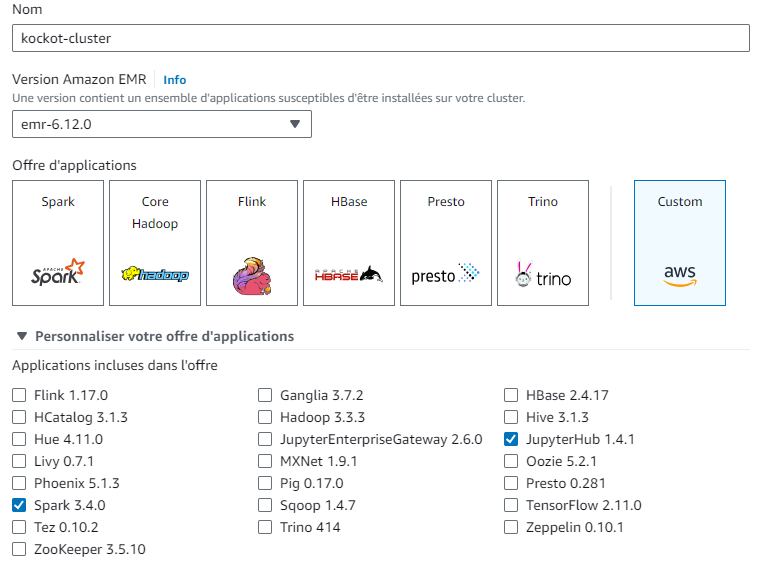 Nom
kockot-cluster
Version Amazon EMR Info
Une version contient un ensemble d'applications susceptibles d'être installées sur votre cluster.
emr-6.12.0
Offre d'applications
Spark
APACHE
Spark
Core
Hadoop
hadoop
Flink
HBase
APACHE
HBASE
Presto
presto
Trino
trino
Custom
aws
Personnaliser votre offre d'applications
Applications incluses dans l'offre
Flink 1.17.0 Ganglia 3.7.2 HBase 2.4.17
HCatalog 3.1.3 Hadoop 3.3.3 Hive 3.1.3
Hue 4.11.0 JupyterEnterpriseGateway 2.6.0 JupyterHub 1.4.1
Livy 0.7.1 MXNet 1.9.1 Oozie 5.2.1
Phoenix 5.1.3 Pig 0.17.0 Presto 0.281
Spark 3.4.0 Sqoop 1.4.7 TensorFlow 2.11.0
Tez 0.10.2 Trino 414 Zeppelin 0.10.1
ZooKeeper 3.5.10